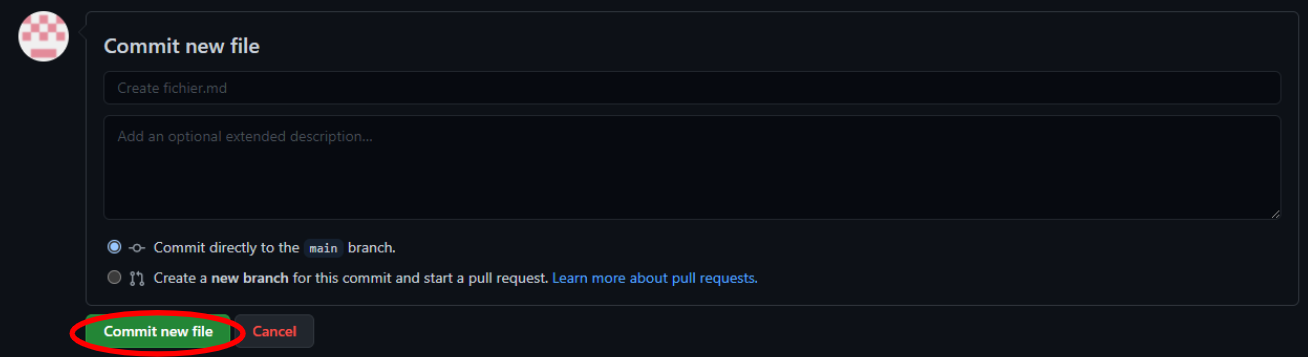 Commit new file
Create fichier.md
Add an optional extended description...
Commit directly to the main branch.
Create a new branch for this commit and start a pull request. Learn more about pull requests.
Commit new file Cancel